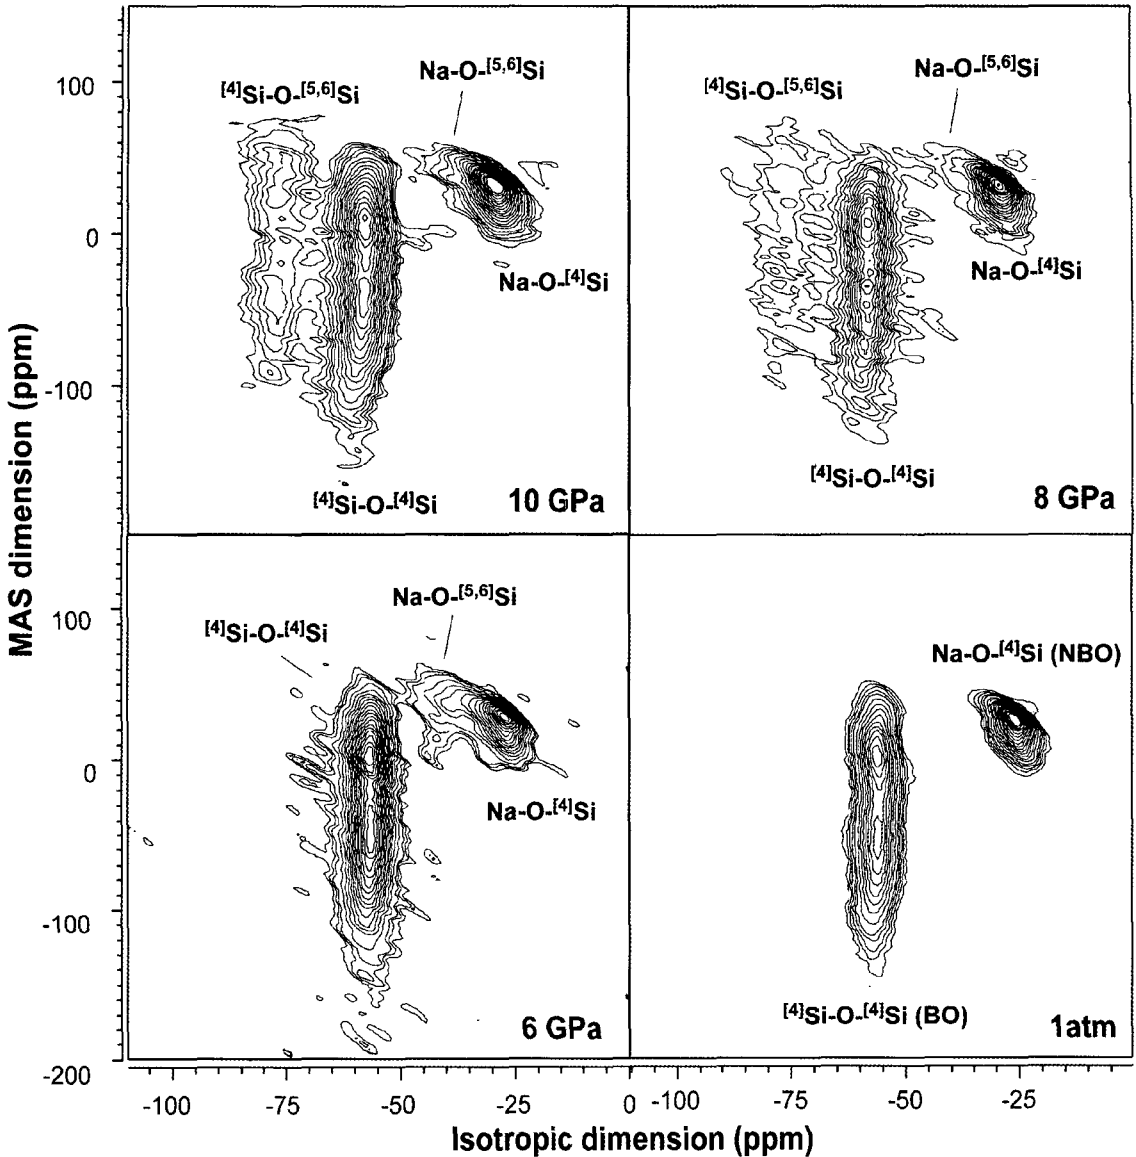 Na-O-[5,6]Si
[4]Si-O-[5,6]Si
Na-O-[4]Si
[4]Si-O-[4]Si
10 GPa
Na-O-[5,6]Si
[4]Si-O-[5,6]Si
Na-O-[4]Si
[4]Si-O-[4]Si
8 GPa
100
0
-100
MAS dimension (ppm)
Na-O-[5,6]Si
[4]Si-O-[4]Si
Na-O-[4]Si
6 GPa
Na-O-[4]Si (NBO)
[4]Si-O-[4]Si (BO)
1atm
100
0
-100
-200
-100 -50 -25 0 -100 -50 -25
Isotropic dimension (ppm)